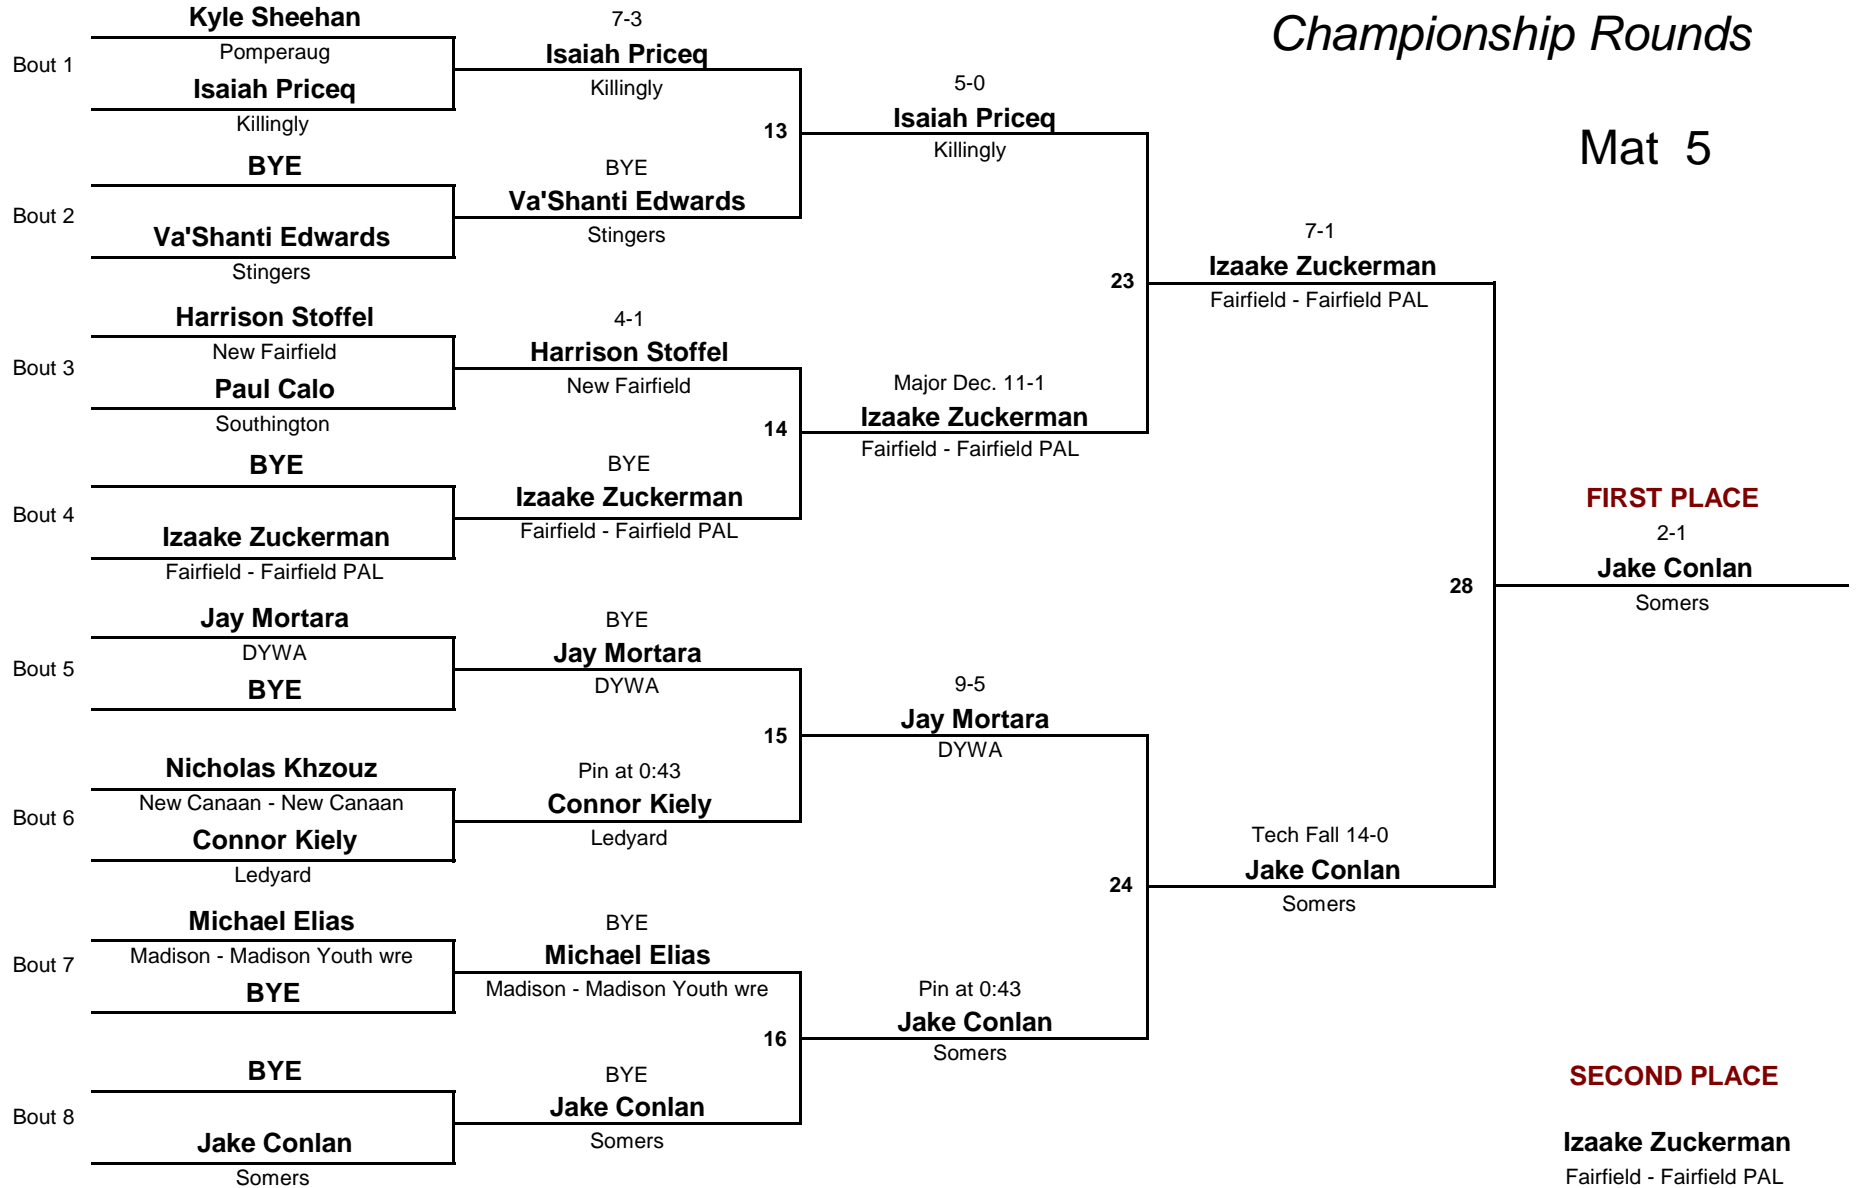 Championship Rounds
Mat 5
Bout 1
Kyle Sheehan
Pomperaug
Isaiah Priceq
Killingly
Bout 2
BYE
Va'Shanti Edwards
Stingers
Bout 3
Harrison Stoffel
New Fairfield
Paul Calo
Southington
Bout 4
BYE
Izaake Zuckerman
Fairfield - Fairfield PAL
Bout 5
Jay Mortara
DYWA
BYE
Bout 6
Nicholas Khzouz
New Canaan - New Canaan
Connor Kiely
Ledyard
Bout 7
Michael Elias
Madison - Madison Youth wre
BYE
Bout 8
BYE
Jake Conlan
Somers
7-3
Isaiah Priceq
Killingly
13
BYE
Va'Shanti Edwards
Stingers
4-1
Harrison Stoffel
New Fairfield
14
BYE
Izaake Zuckerman
Fairfield - Fairfield PAL
BYE
Jay Mortara
DYWA
15
Pin at 0:43
Connor Kiely
Ledyard
BYE
Michael Elias
Madison - Madison Youth wre
16
BYE
Jake Conlan
Somers
5-0
Isaiah Priceq
Killingly
23
Major Dec. 11-1
Izaake Zuckerman
Fairfield - Fairfield PAL
9-5
Jay Mortara
DYWA
24
Pin at 0:43
Jake Conlan
Somers
7-1
Izaake Zuckerman
Fairfield - Fairfield PAL
28
Tech Fall 14-0
Jake Conlan
Somers
FIRST PLACE
2-1
Jake Conlan
Somers
SECOND PLACE
Izaake Zuckerman
Fairfield - Fairfield PAL